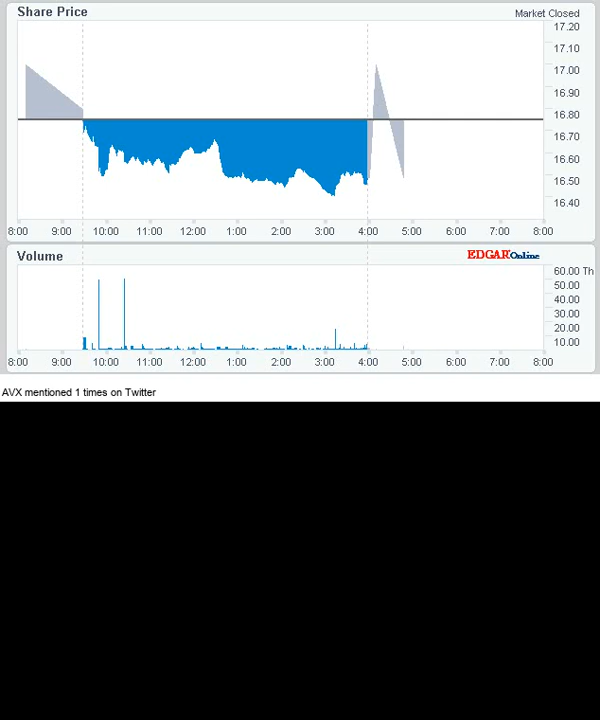 Share Price
Market Closed
17.20
17.10
17.00
16.90
16.80
16.70
16.60
16.50
16.40
8:00 9:00 10:00 11:00 12:00 1:00 2:00 3:00 4:00 5:00 6:00 7:00 8:00
Volume
EDGAROnline
60.00 Th
50.00
40.00
30.00
20.00
10.00
8:00 9:00 10:00 11:00 12:00 1:00 2:00 3:00 4:00 5:00 6:00 7:00 8:00
AVX mentioned 1 times on Twitter